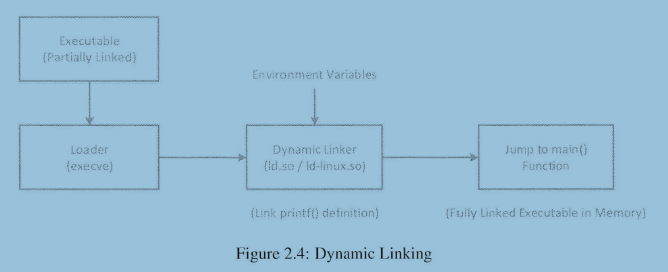 Executable
(Partially Linked)
Environment Variables
Loader
(execve)
Dynamic Linker
(ld.so / ld-linux.so)
Jump to main()
Function
(Link printf() definition)
(Fully Linked Executable in Memory)
Figure 2.4: Dynamic Linking